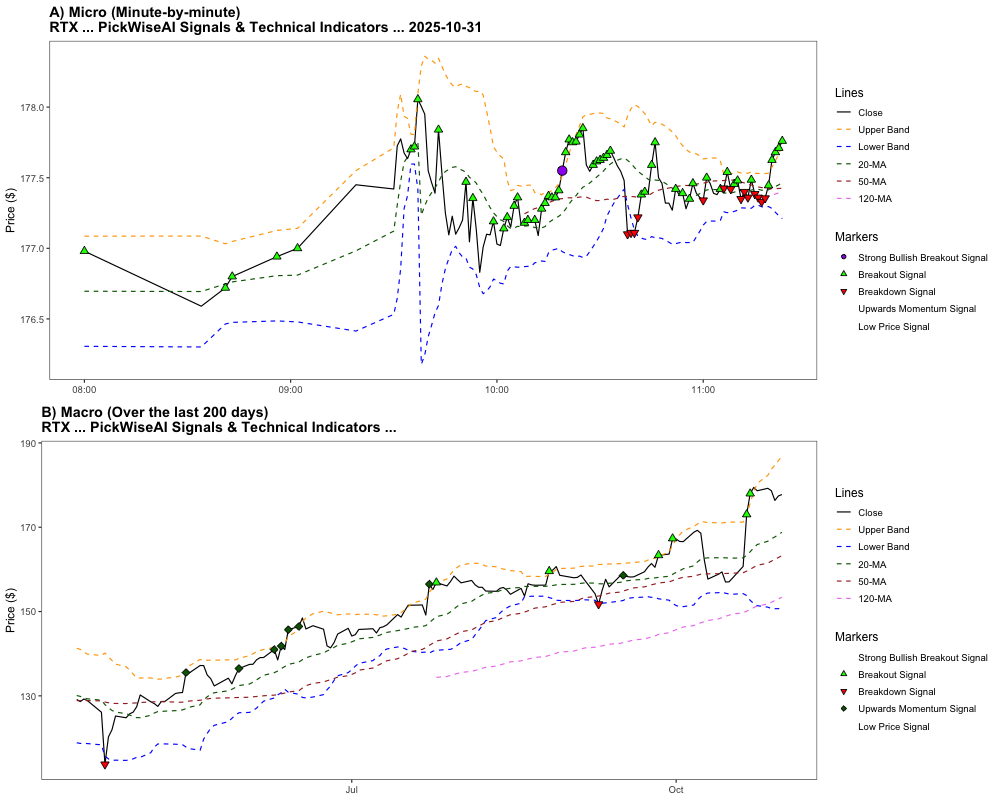 A) Micro (Minute-by-minute)
RTX ... PickWiseAI Signals & Technical Indicators ... 2025-10-31
Price ($)
178.0
177.5
177.0
176.5
08:00
09:00
10:00
11:00
Lines
Close
Upper Band
Lower Band
20-MA
50-MA
120-MA
Markers
Strong Bullish Breakout Signal
Breakout Signal
Breakdown Signal
Upwards Momentum Signal
Low Price Signal
B) Macro (Over the last 200 days)
RTX ... PickWiseAI Signals & Technical Indicators ...
Price ($)
190
170
150
130
Jul
Oct
Lines
Close
Upper Band
Lower Band
20-MA
50-MA
120-MA
Markers
Strong Bullish Breakout Signal
Breakout Signal
Breakdown Signal
Upwards Momentum Signal
Low Price Signal